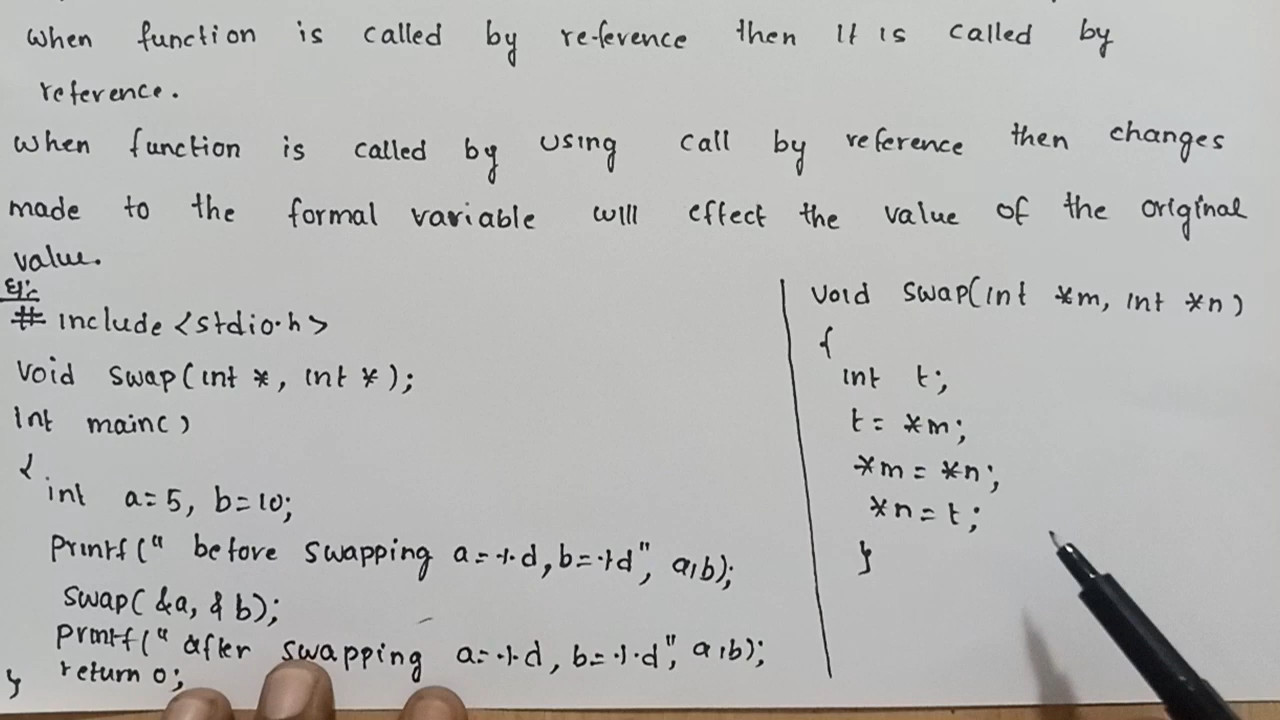 When function is called by reference then it is called by
reference.
When function is called by using call by reference then changes
made to the formal variable will effect the value of the original
value.
Ex:
# include <stdio.h>
void swap(int *, int *);
int main()
{
int a=5, b=10;
printf(" before swapping a=%d, b=%d", a,b);
swap( &a, & b);
printf(" after swapping a=%d, b=%d", a,b);
return 0;
}
void swap(int *m, int *n)
{
int t;
t= *m;
*m= *n;
*n=t;
}